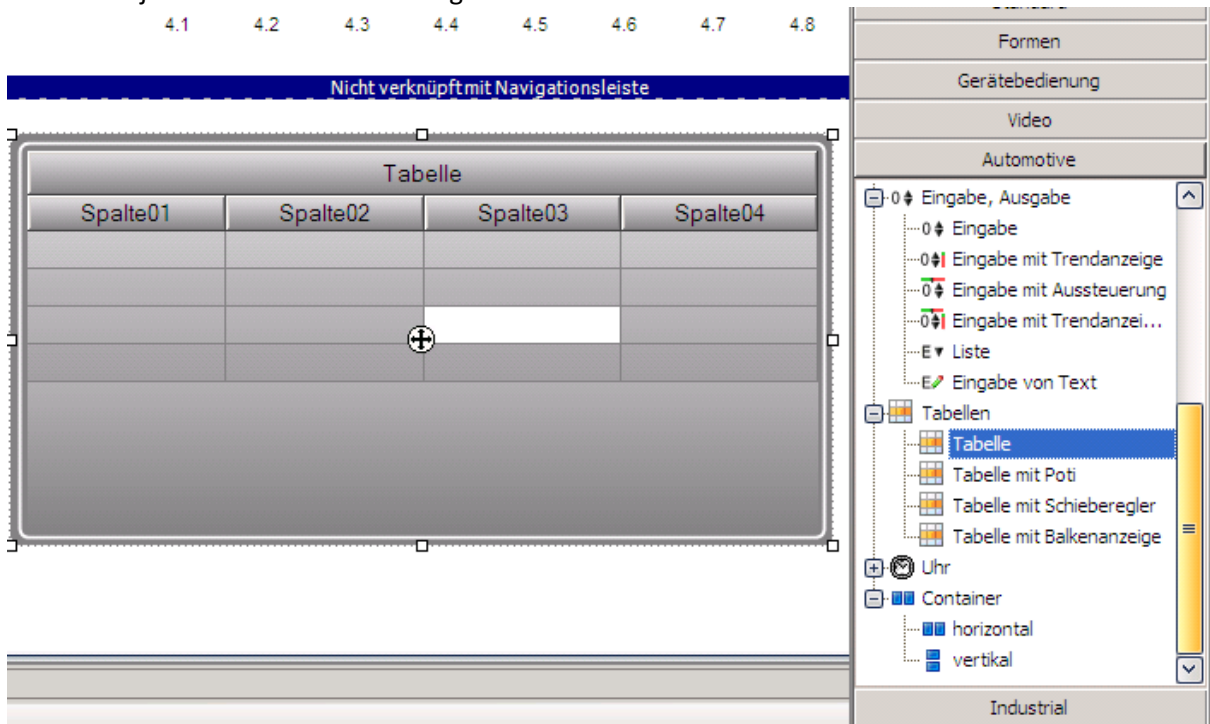 4.1 4.2 4.3 4.4 4.5 4.6 4.7 4.8
Nicht verknüpft mit Navigationsleiste
Tabelle
Spalte01 Spalte02 Spalte03 Spalte04
Formen
Gerätebedienung
Video
Automotive
Eingabe, Ausgabe
Eingabe
Eingabe mit Trendanzeige
Eingabe mit Aussteuerung
Eingabe mit Trendanzei...
Liste
Eingabe von Text
Tabellen
Tabelle
Tabelle mit Poti
Tabelle mit Schieberegler
Tabelle mit Balkenanzeige
Uhr
Container
horizontal
vertikal
Industrial